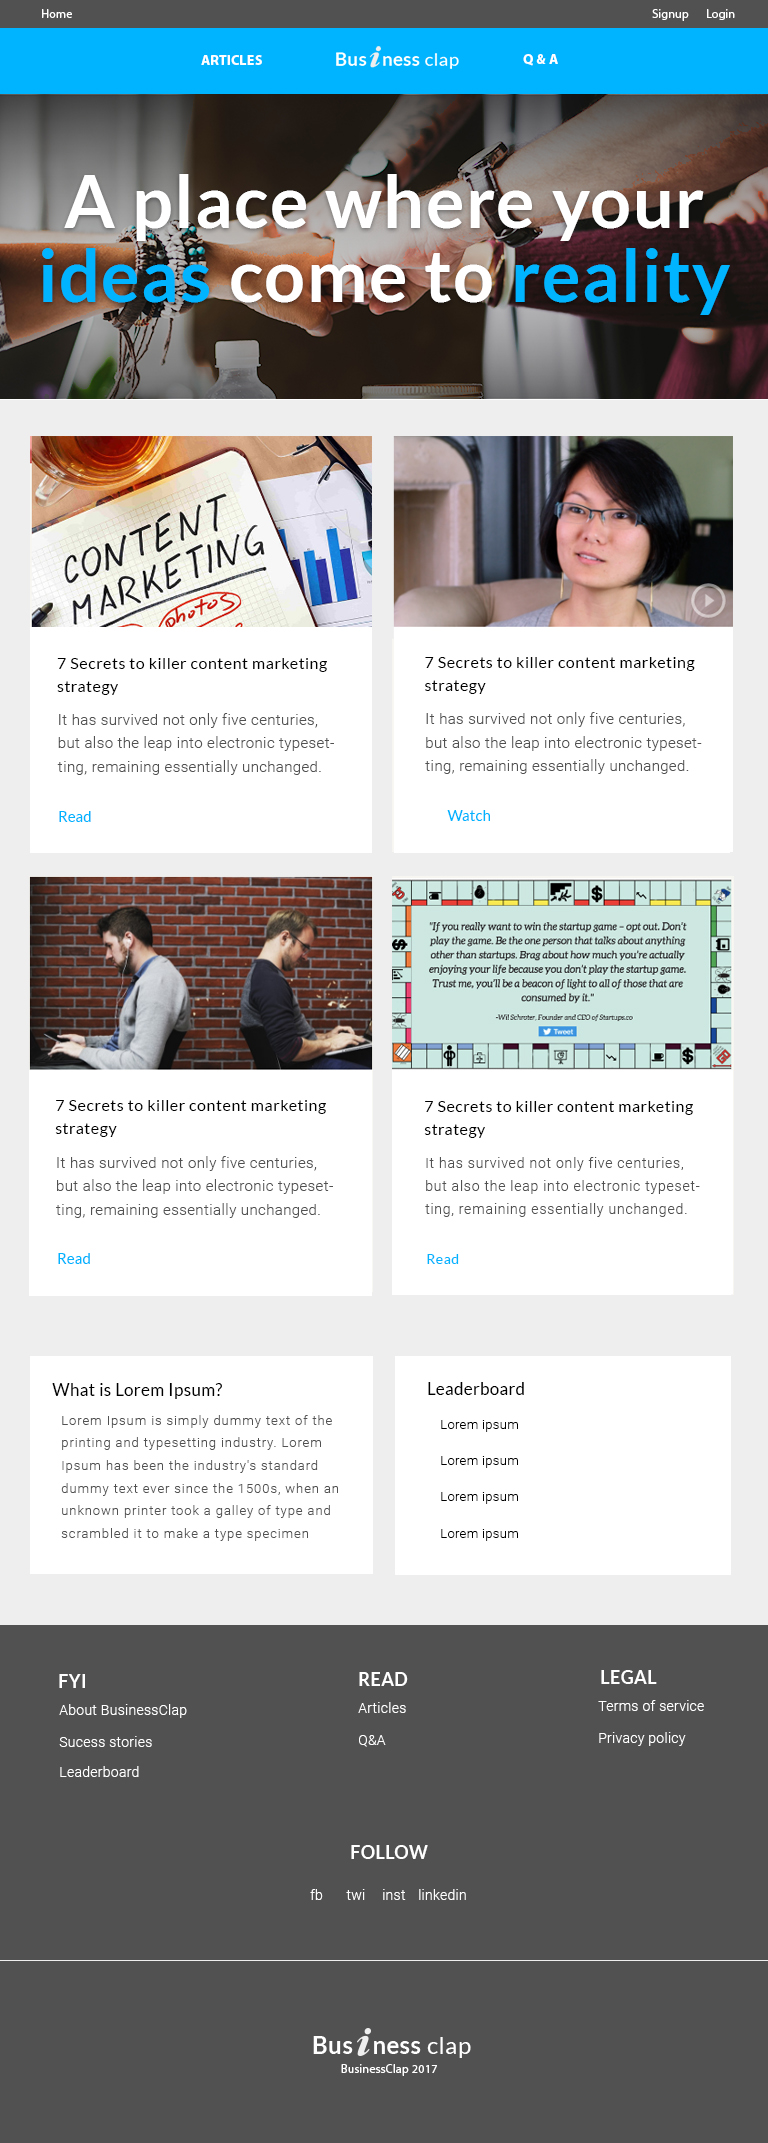 Home Signup Login
ARTICLES Business clap Q & A
A place where your
ideas come to reality
CONTENT
MARKETING
photos
7 Secrets to killer content marketing
strategy
It has survived not only five centuries,
but also the leap into electronic typeset-
ting, remaining essentially unchanged.
Read
7 Secrets to killer content marketing
strategy
It has survived not only five centuries,
but also the leap into electronic typeset-
ting, remaining essentially unchanged.
Watch
7 Secrets to killer content marketing
strategy
It has survived not only five centuries,
but also the leap into electronic typeset-
ting, remaining essentially unchanged.
Read
"If you really want to win the startup game – opt out. Don't
play the game. Be the one person that talks about anything
other than startups. Brag about how much you're actually
enjoying your life because you don't play the startup game.
Trust me, you'll be a beacon of light to all of those that are
consumed by it."
-Wil Schroter, Founder and CEO of Startups.co
Tweet
7 Secrets to killer content marketing
strategy
It has survived not only five centuries,
but also the leap into electronic typeset-
ting, remaining essentially unchanged.
Read
What is Lorem Ipsum?
Lorem Ipsum is simply dummy text of the
printing and typesetting industry. Lorem
Ipsum has been the industry's standard
dummy text ever since the 1500s, when an
unknown printer took a galley of type and
scrambled it to make a type specimen
Leaderboard
Lorem ipsum
Lorem ipsum
Lorem ipsum
Lorem ipsum
FYI
About BusinessClap
Sucess stories
Leaderboard
READ
Articles
Q&A
LEGAL
Terms of service
Privacy policy
FOLLOW
fb twi inst linkedin
Business clap
BusinessClap 2017